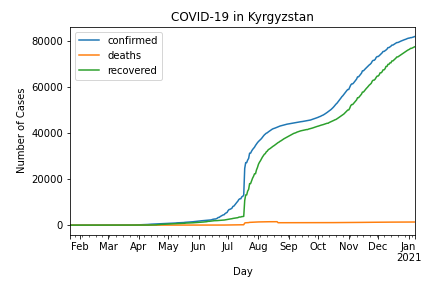 COVID-19 in Kyrgyzstan
confirmed
deaths
recovered
Number of Cases
80000
60000
40000
20000
0
Feb Mar Apr May Jun Jul Aug Sep Oct Nov Dec Jan
2021
Day